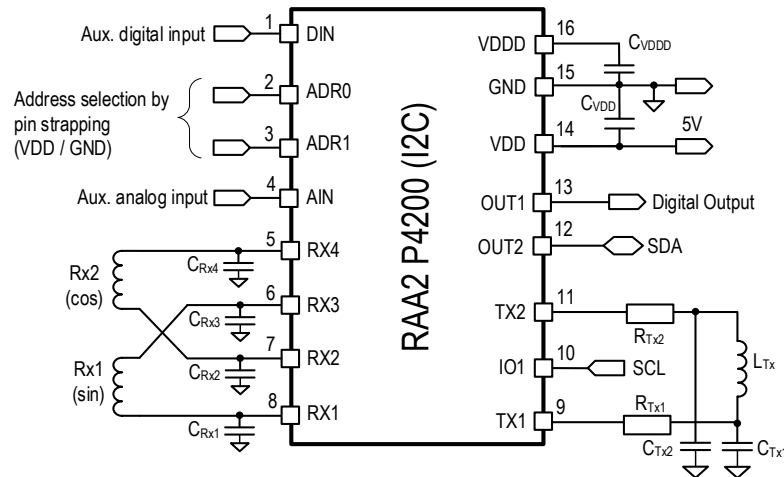 Aux. digital input
1
DIN
Address selection by
pin strapping
(VDD / GND)
2
ADR0
3
ADR1
Aux. analog input
4
AIN
5
RX4
CRx4
Rx2
(cos)
6
RX3
CRx3
7
RX2
CRx2
Rx1
(sin)
8
RX1
CRx1
RAA2 P4200 (I2C)
16
VDDD
CVDDD
15
GND
CVDD
14
VDD
5V
13
OUT1
Digital Output
12
OUT2
SDA
11
TX2
RTx2
LTx
10
IO1
SCL
9
TX1
RTx1
CTx2
CTx1